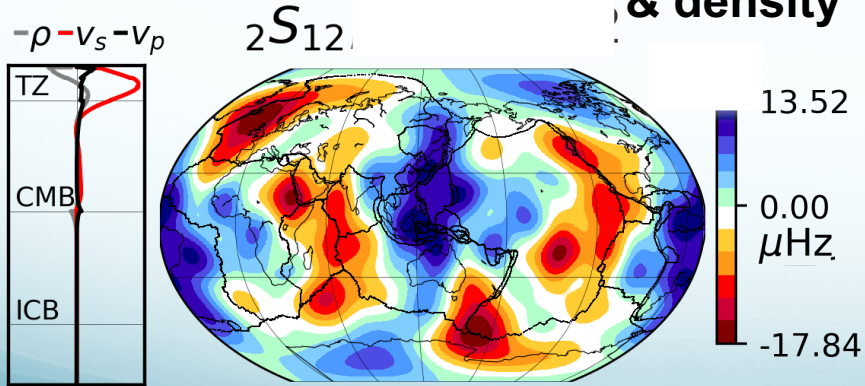 & density
-ρ -vs -vp
₂S₁₂
TZ
CMB
ICB
13.52
0.00
μHz
-17.84